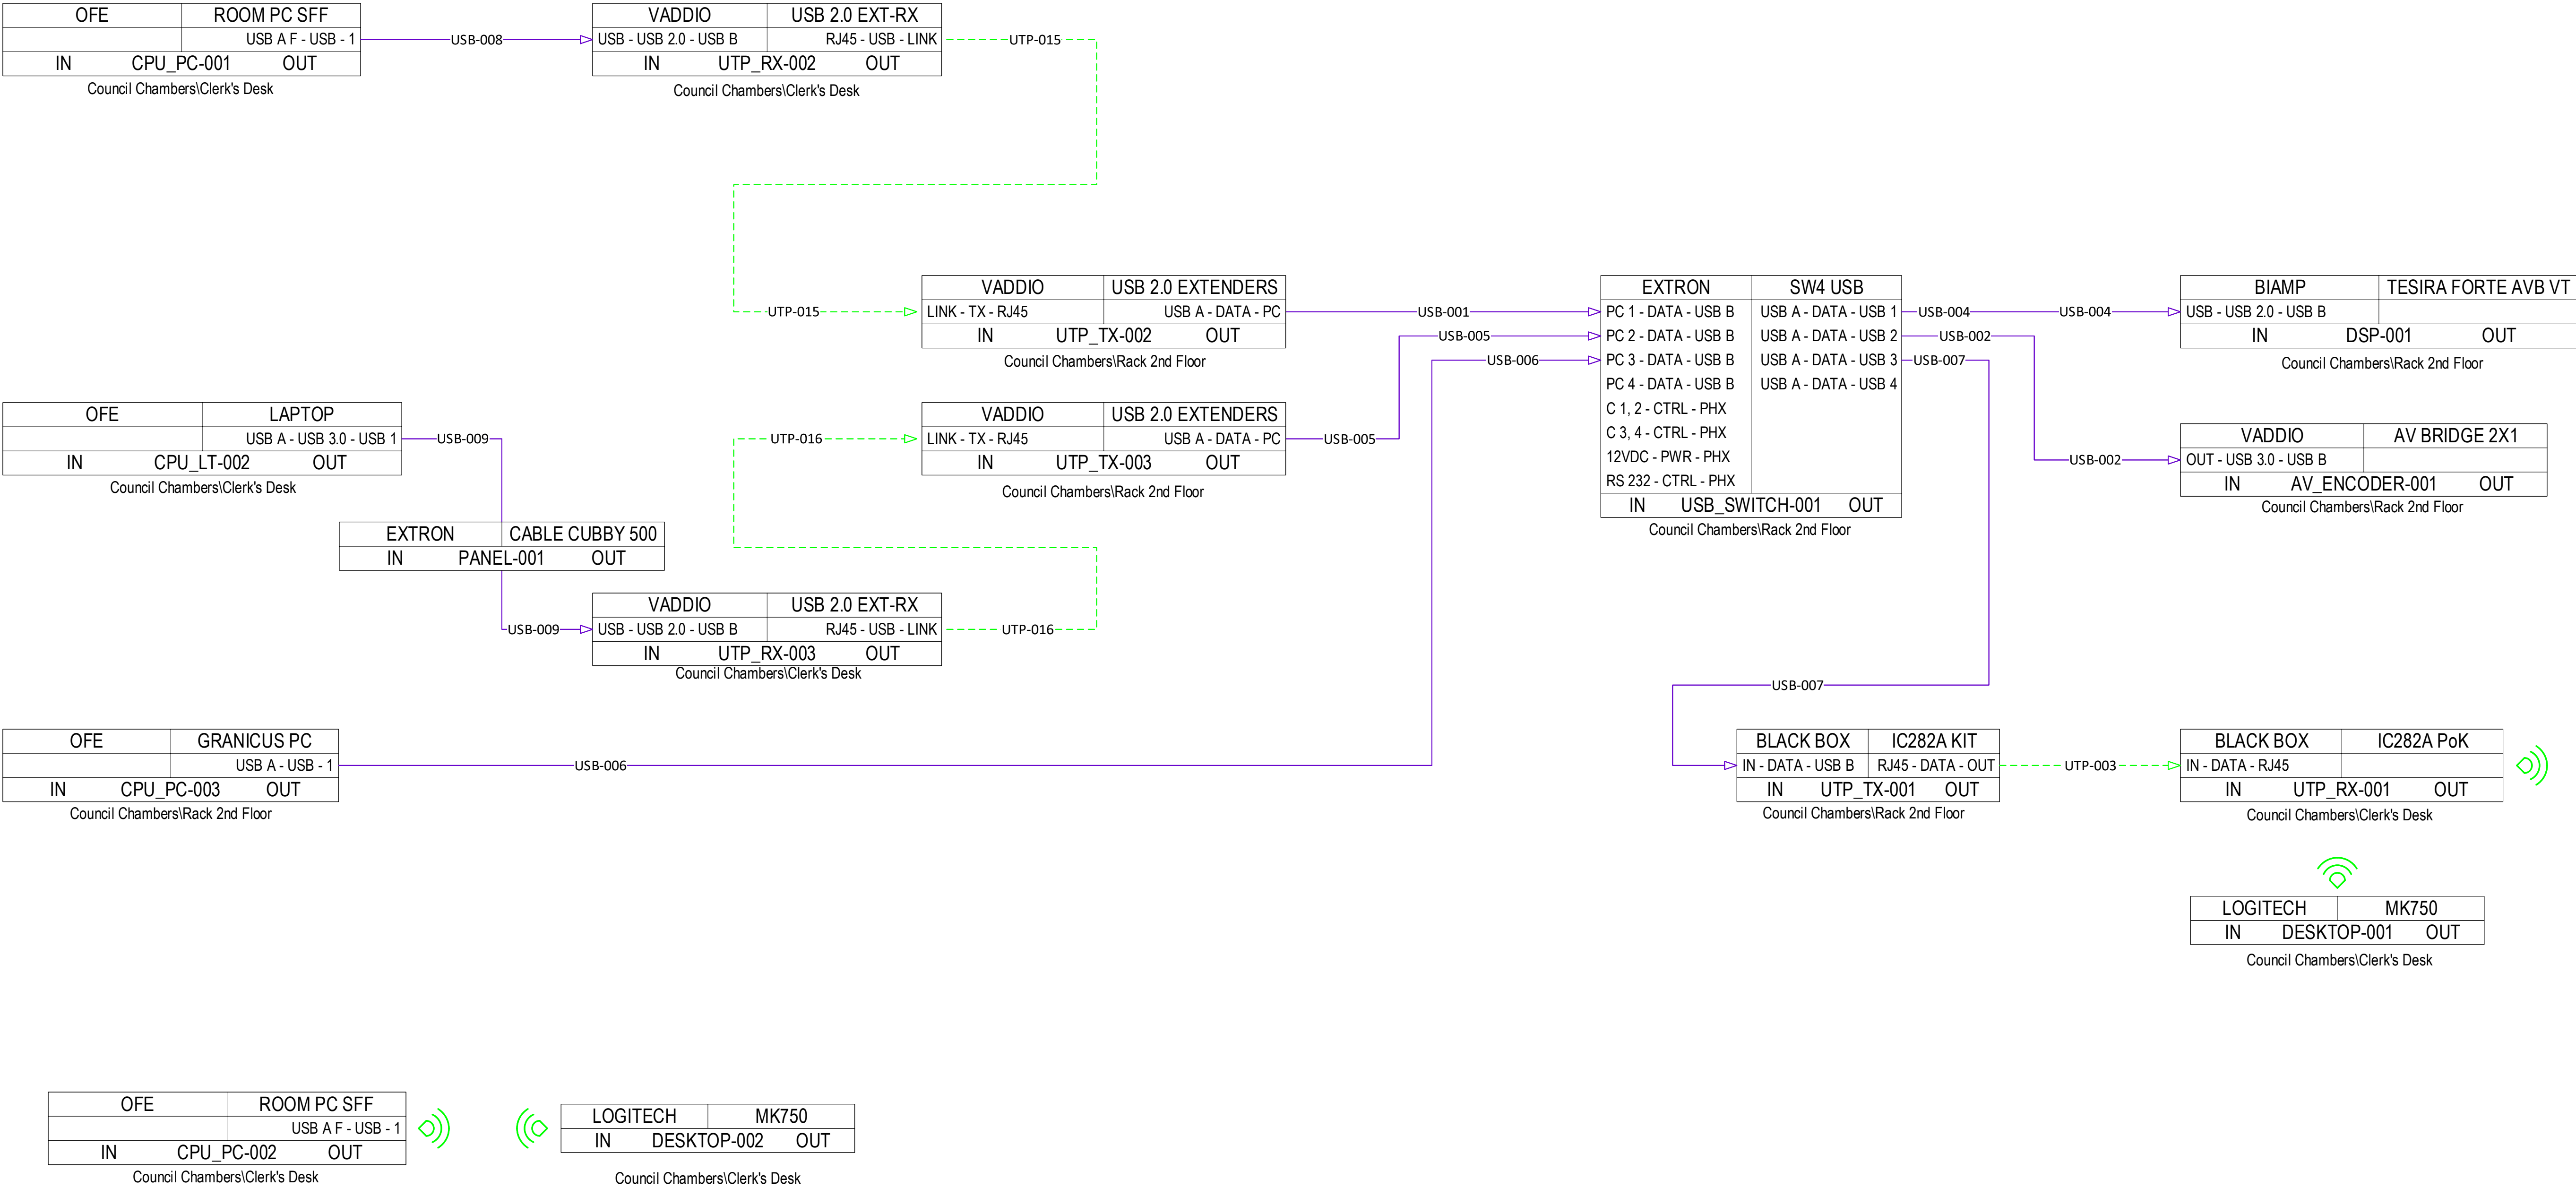 OFE ROOM PC SFF
USB A F - USB - 1
IN CPU_PC-001 OUT
Council Chambers\Clerk's Desk
USB-008
VADDIO USB 2.0 EXT-RX
USB - USB 2.0 - USB B RJ45 - USB - LINK
IN UTP_RX-002 OUT
Council Chambers\Clerk's Desk
UTP-015
UTP-015
VADDIO USB 2.0 EXTENDERS
LINK - TX - RJ45 USB A - DATA - PC
IN UTP_TX-002 OUT
Council Chambers\Rack 2nd Floor
USB-001
USB-005
USB-006
EXTRON SW4 USB
PC 1 - DATA - USB B USB A - DATA - USB 1
PC 2 - DATA - USB B USB A - DATA - USB 2
PC 3 - DATA - USB B USB A - DATA - USB 3
PC 4 - DATA - USB B USB A - DATA - USB 4
C 1, 2 - CTRL - PHX
C 3, 4 - CTRL - PHX
12VDC - PWR - PHX
RS 232 - CTRL - PHX
IN USB_SWITCH-001 OUT
Council Chambers\Rack 2nd Floor
USB-004
USB-004
USB-002
USB-007
BIAMP TESIRA FORTE AVB VT
USB - USB 2.0 - USB B
IN DSP-001 OUT
Council Chambers\Rack 2nd Floor
OFE LAPTOP
USB A - USB 3.0 - USB 1
IN CPU_LT-002 OUT
Council Chambers\Clerk's Desk
USB-009
UTP-016
VADDIO USB 2.0 EXTENDERS
LINK - TX - RJ45 USB A - DATA - PC
IN UTP_TX-003 OUT
Council Chambers\Rack 2nd Floor
USB-005
USB-002
VADDIO AV BRIDGE 2X1
OUT - USB 3.0 - USB B
IN AV_ENCODER-001 OUT
Council Chambers\Rack 2nd Floor
EXTRON CABLE CUBBY 500
IN PANEL-001 OUT
USB-009
VADDIO USB 2.0 EXT-RX
USB - USB 2.0 - USB B RJ45 - USB - LINK
IN UTP_RX-003 OUT
Council Chambers\Clerk's Desk
UTP-016
USB-007
OFE GRANICUS PC
USB A - USB - 1
IN CPU_PC-003 OUT
Council Chambers\Rack 2nd Floor
USB-006
BLACK BOX IC282A KIT
IN - DATA - USB B RJ45 - DATA - OUT
IN UTP_TX-001 OUT
Council Chambers\Rack 2nd Floor
UTP-003
BLACK BOX IC282A PoK
IN - DATA - RJ45
IN UTP_RX-001 OUT
Council Chambers\Clerk's Desk
LOGITECH MK750
IN DESKTOP-001 OUT
Council Chambers\Clerk's Desk
OFE ROOM PC SFF
USB A F - USB - 1
IN CPU_PC-002 OUT
Council Chambers\Clerk's Desk
LOGITECH MK750
IN DESKTOP-002 OUT
Council Chambers\Clerk's Desk